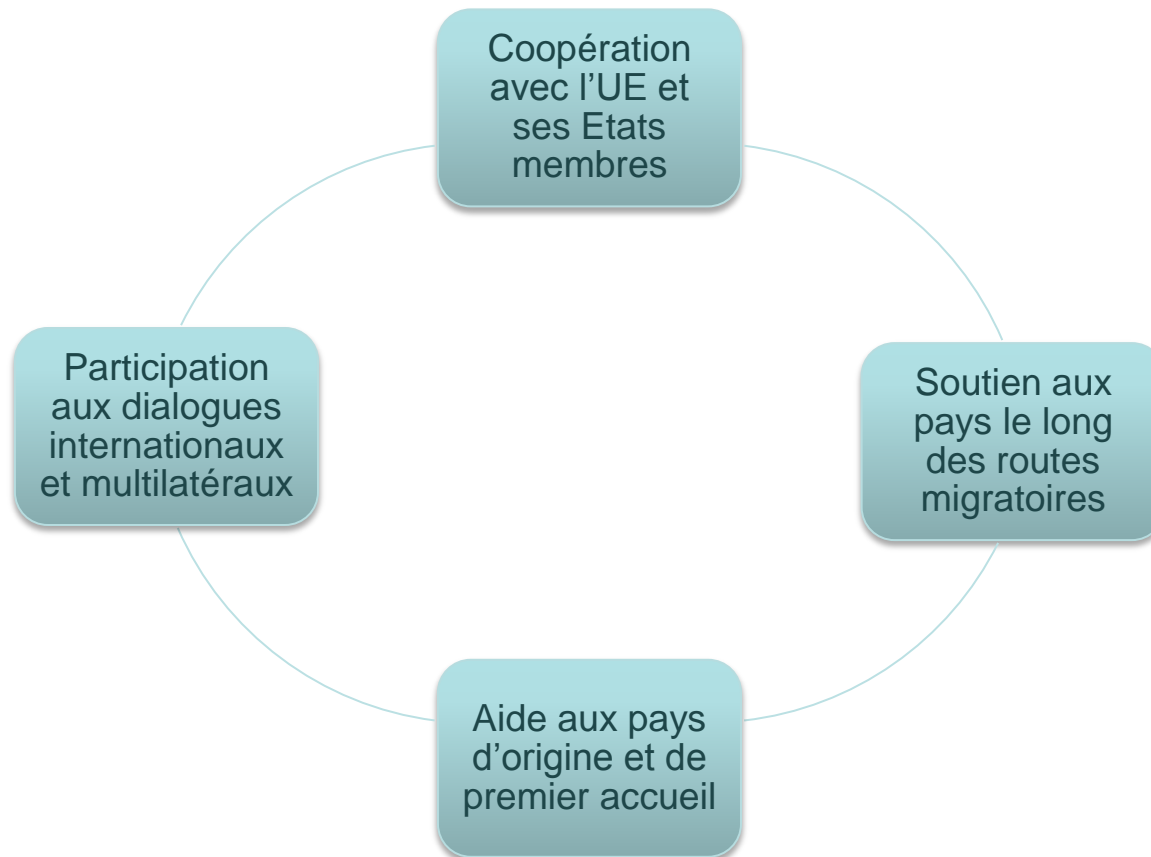 Coopération
avec l’UE et
ses Etats
membres
Participation
aux dialogues
internationaux
et multilatéraux
Soutien aux
pays le long
des routes
migratoires
Aide aux pays
d’origine et de
premier accueil